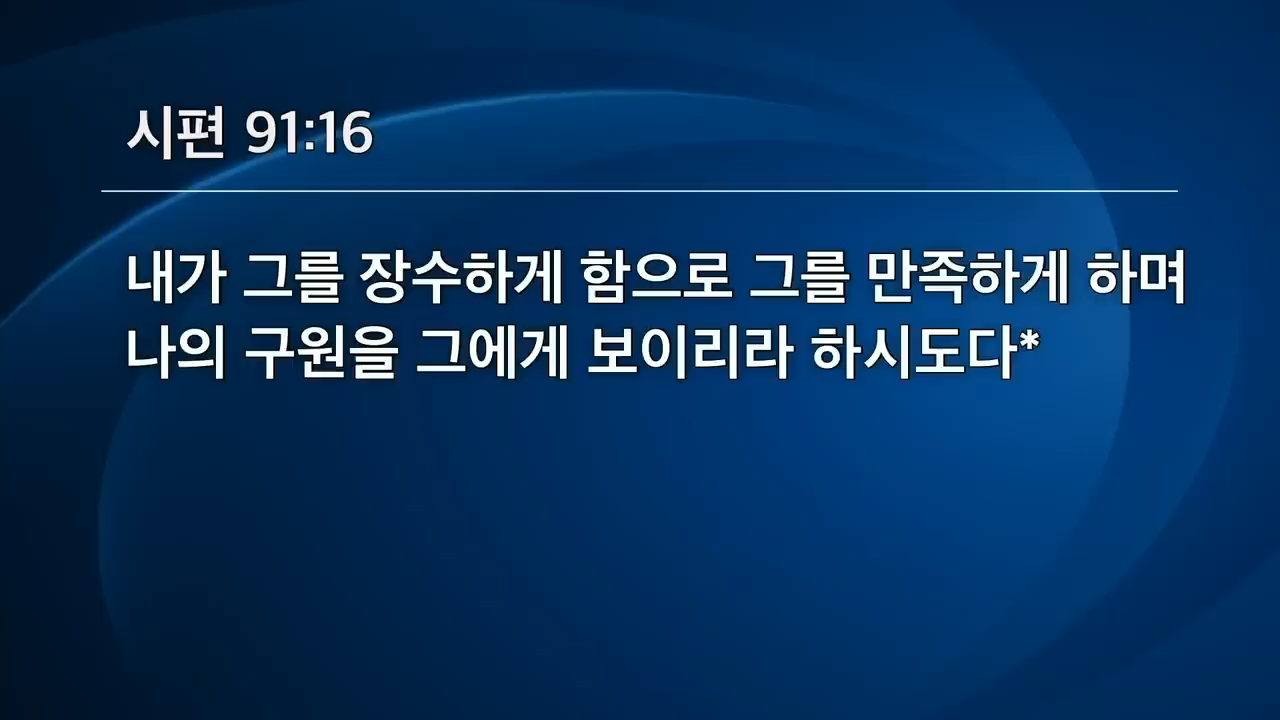 시편 91:16
내가 그를 장수하게 함으로 그를 만족하게 하며
나의 구원을 그에게 보이리라 하시도다*